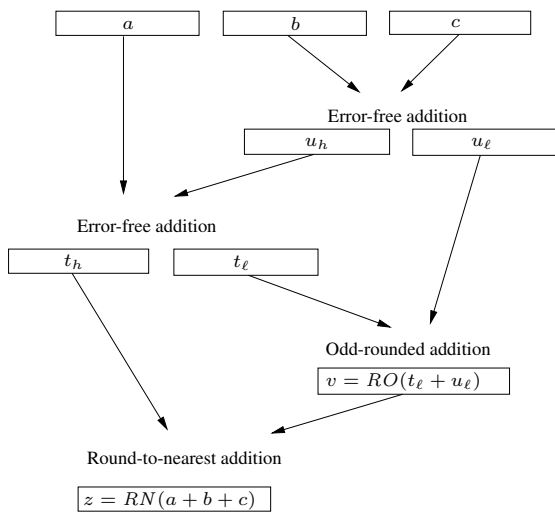 a b c
Error-free addition
u_h u_ℓ
Error-free addition
t_h t_ℓ
Odd-rounded addition
v = RO(t_ℓ + u_ℓ)
Round-to-nearest addition
z = RN(a + b + c)